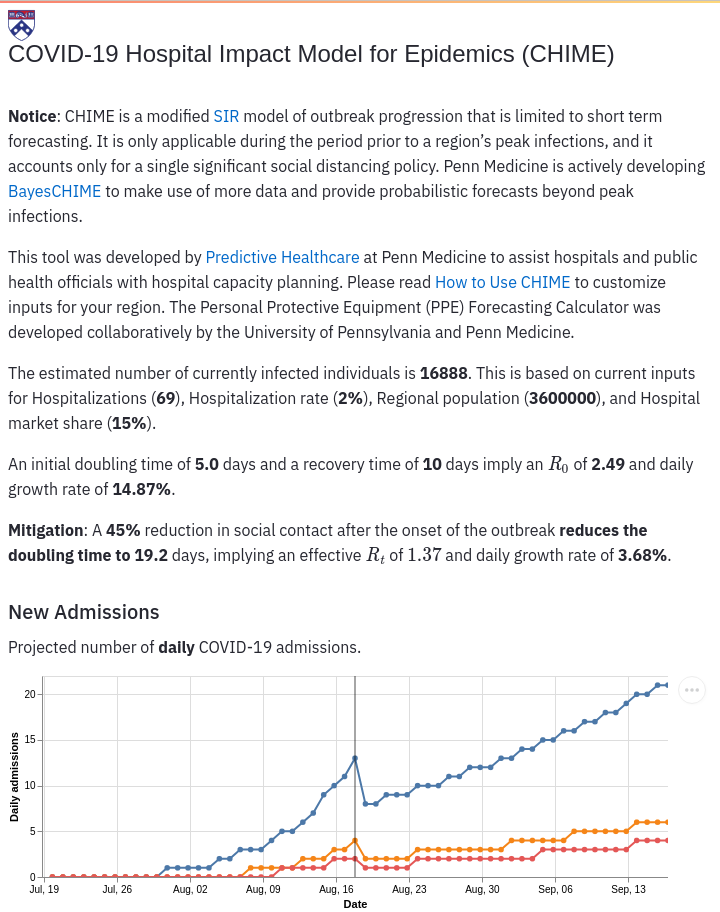 COVID-19 Hospital Impact Model for Epidemics (CHIME)
Notice: CHIME is a modified SIR model of outbreak progression that is limited to short term
forecasting. It is only applicable during the period prior to a region’s peak infections, and it
accounts only for a single significant social distancing policy. Penn Medicine is actively developing
BayesCHIME to make use of more data and provide probabilistic forecasts beyond peak
infections.
This tool was developed by Predictive Healthcare at Penn Medicine to assist hospitals and public
health officials with hospital capacity planning. Please read How to Use CHIME to customize
inputs for your region. The Personal Protective Equipment (PPE) Forecasting Calculator was
developed collaboratively by the University of Pennsylvania and Penn Medicine.
The estimated number of currently infected individuals is 16888. This is based on current inputs
for Hospitalizations (69), Hospitalization rate (2%), Regional population (3600000), and Hospital
market share (15%).
An initial doubling time of 5.0 days and a recovery time of 10 days imply an R₀ of 2.49 and daily
growth rate of 14.87%.
Mitigation: A 45% reduction in social contact after the onset of the outbreak reduces the
doubling time to 19.2 days, implying an effective Rₜ of 1.37 and daily growth rate of 3.68%.
New Admissions
Projected number of daily COVID-19 admissions.
Daily admissions
20
15
10
5
0
Jul, 19 Jul, 26 Aug, 02 Aug, 09 Aug, 16 Aug, 23 Aug, 30 Sep, 06 Sep, 13
Date